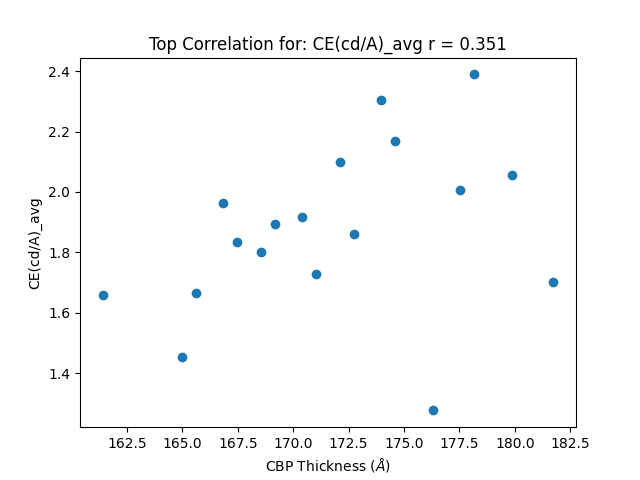 Top Correlation for: CE(cd/A)_avg r = 0.351
CE(cd/A)_avg
2.4
2.2
2.0
1.8
1.6
1.4
162.5 165.0 167.5 170.0 172.5 175.0 177.5 180.0 182.5
CBP Thickness (Å)